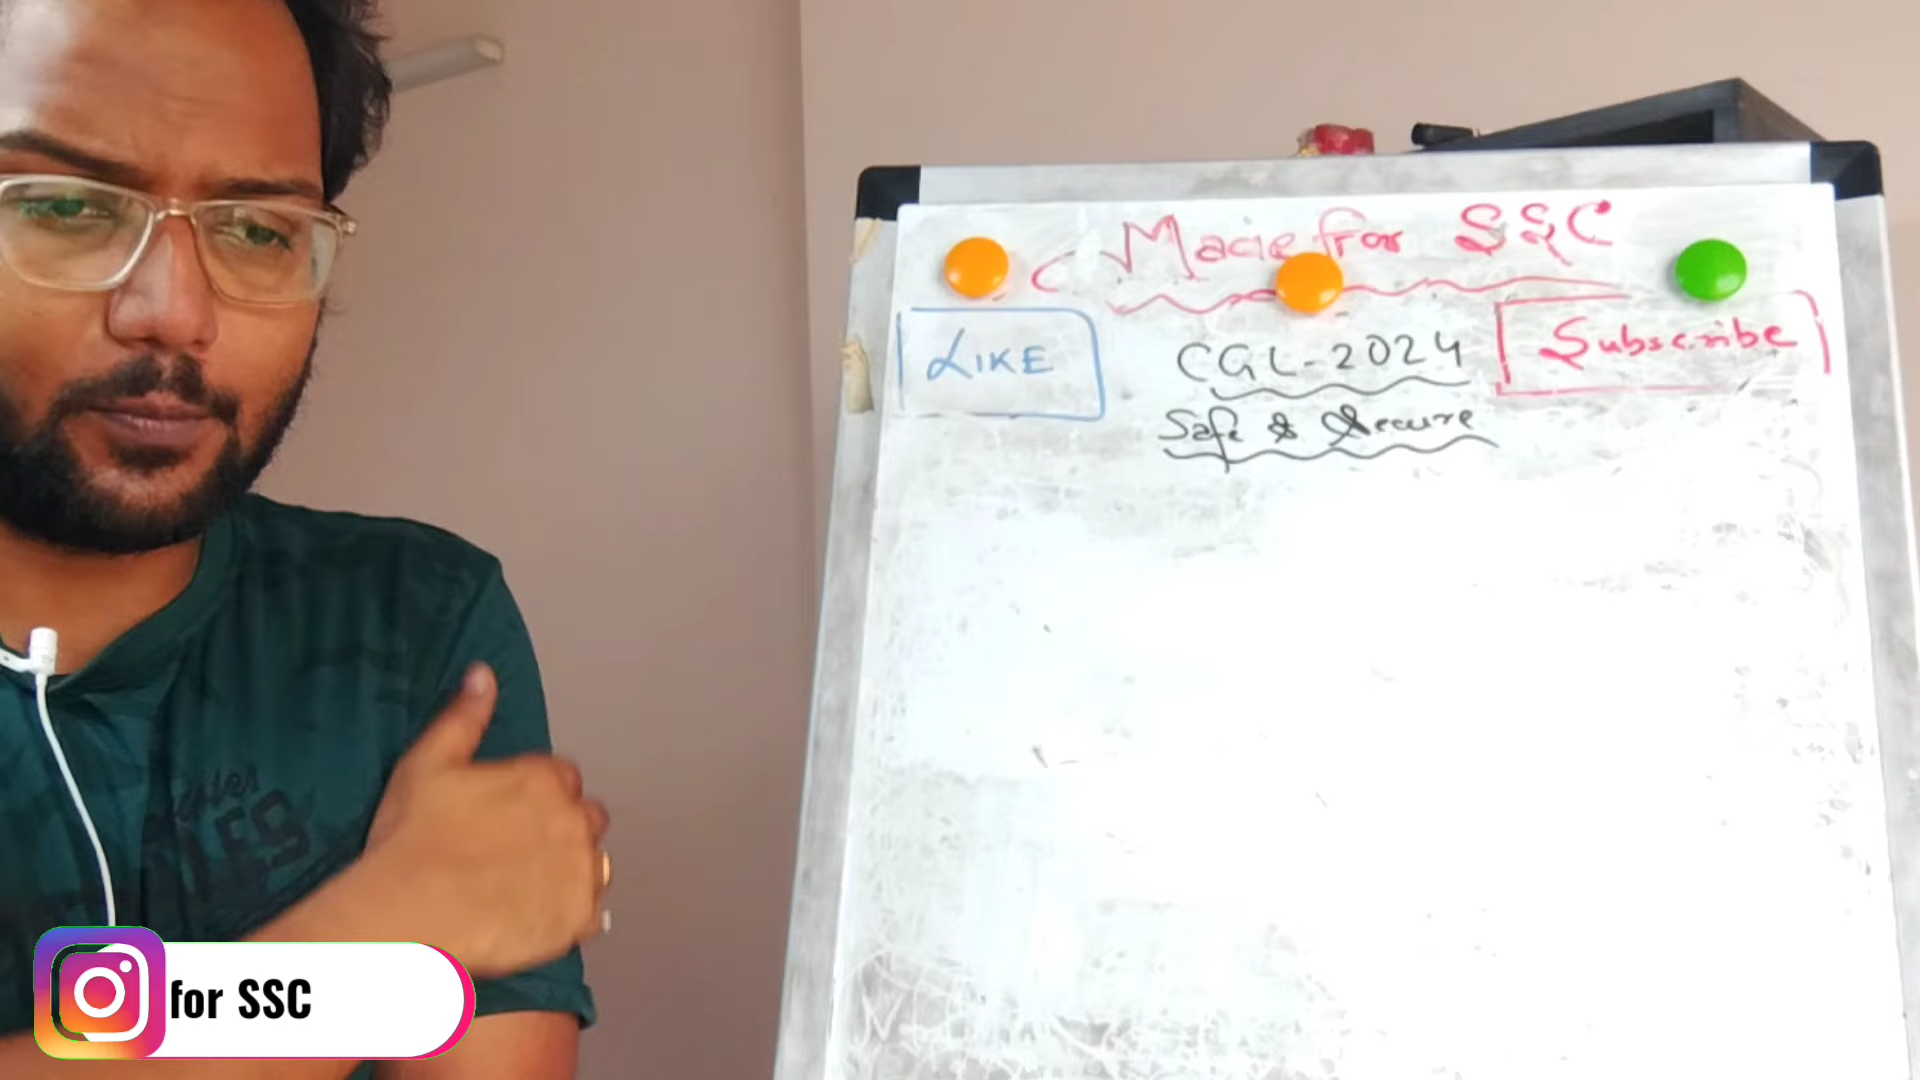 Made for SSC
LIKE
CGL-2024
Subscribe
Safe & Secure
for SSC